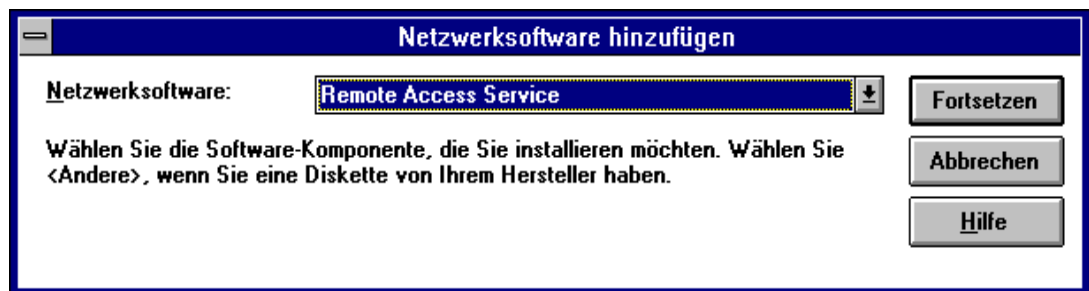 Netzwerksoftware hinzufügen
Netzwerksoftware: Remote Access Service
Fortsetzen
Wählen Sie die Software-Komponente, die Sie installieren möchten. Wählen Sie
<Andere>, wenn Sie eine Diskette von Ihrem Hersteller haben.
Abbrechen
Hilfe